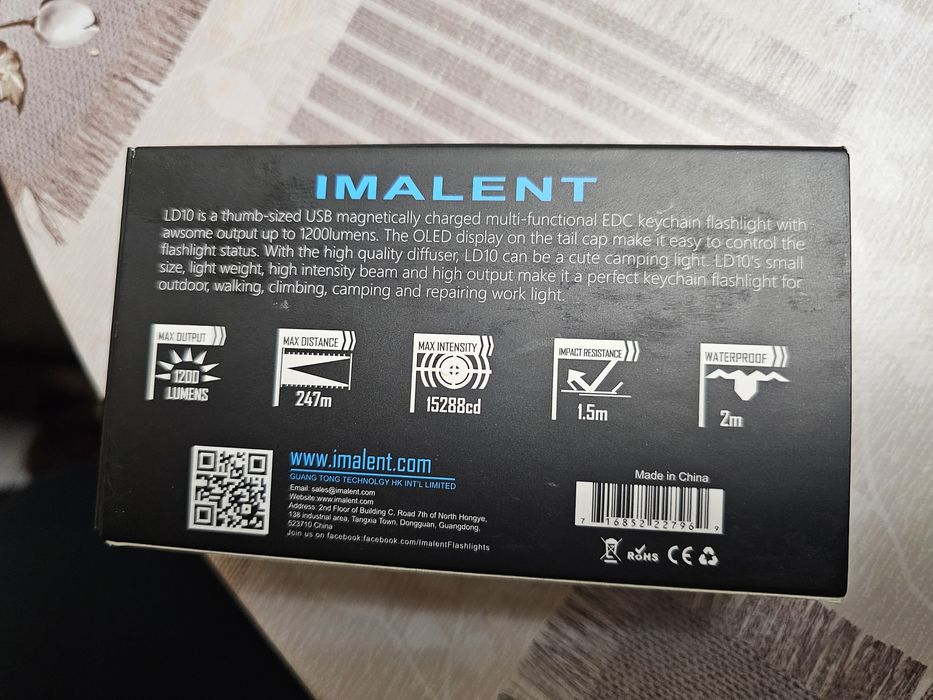 IMALENT
LD10 is a thumb-sized USB magnetically charged multi-functional EDC keychain flashlight with
awsome output up to 1200lumens. The OLED display on the tail cap make it easy to control the
flashlight status. With the high quality diffuser, LD10 can be a cute camping light. LD10's small
size, light weight, high intensity beam and high output make it a perfect keychain flashlight for
outdoor, walking, climbing, camping and repairing work light.
MAX OUTPUT
1200
LUMENS
MAX DISTANCE
247m
MAX INTENSITY
15288cd
IMPACT RESISTANCE
1.5m
WATERPROOF
2m
www.imalent.com
GUANG TONG TECHNOLGY HK INT'L LIMITED
Email: sales@imalent.com
Website:www.imalent.com
Address: 2nd Floor of Building C, Road 7th of North Hongye,
138 industrial area, Tangxia Town, Dongguan, Guangdong,
523710 China
Join us on facebook:facebook.com/ImalentFlashlights
Made in China
7 16852 22796 9
RoHS CE